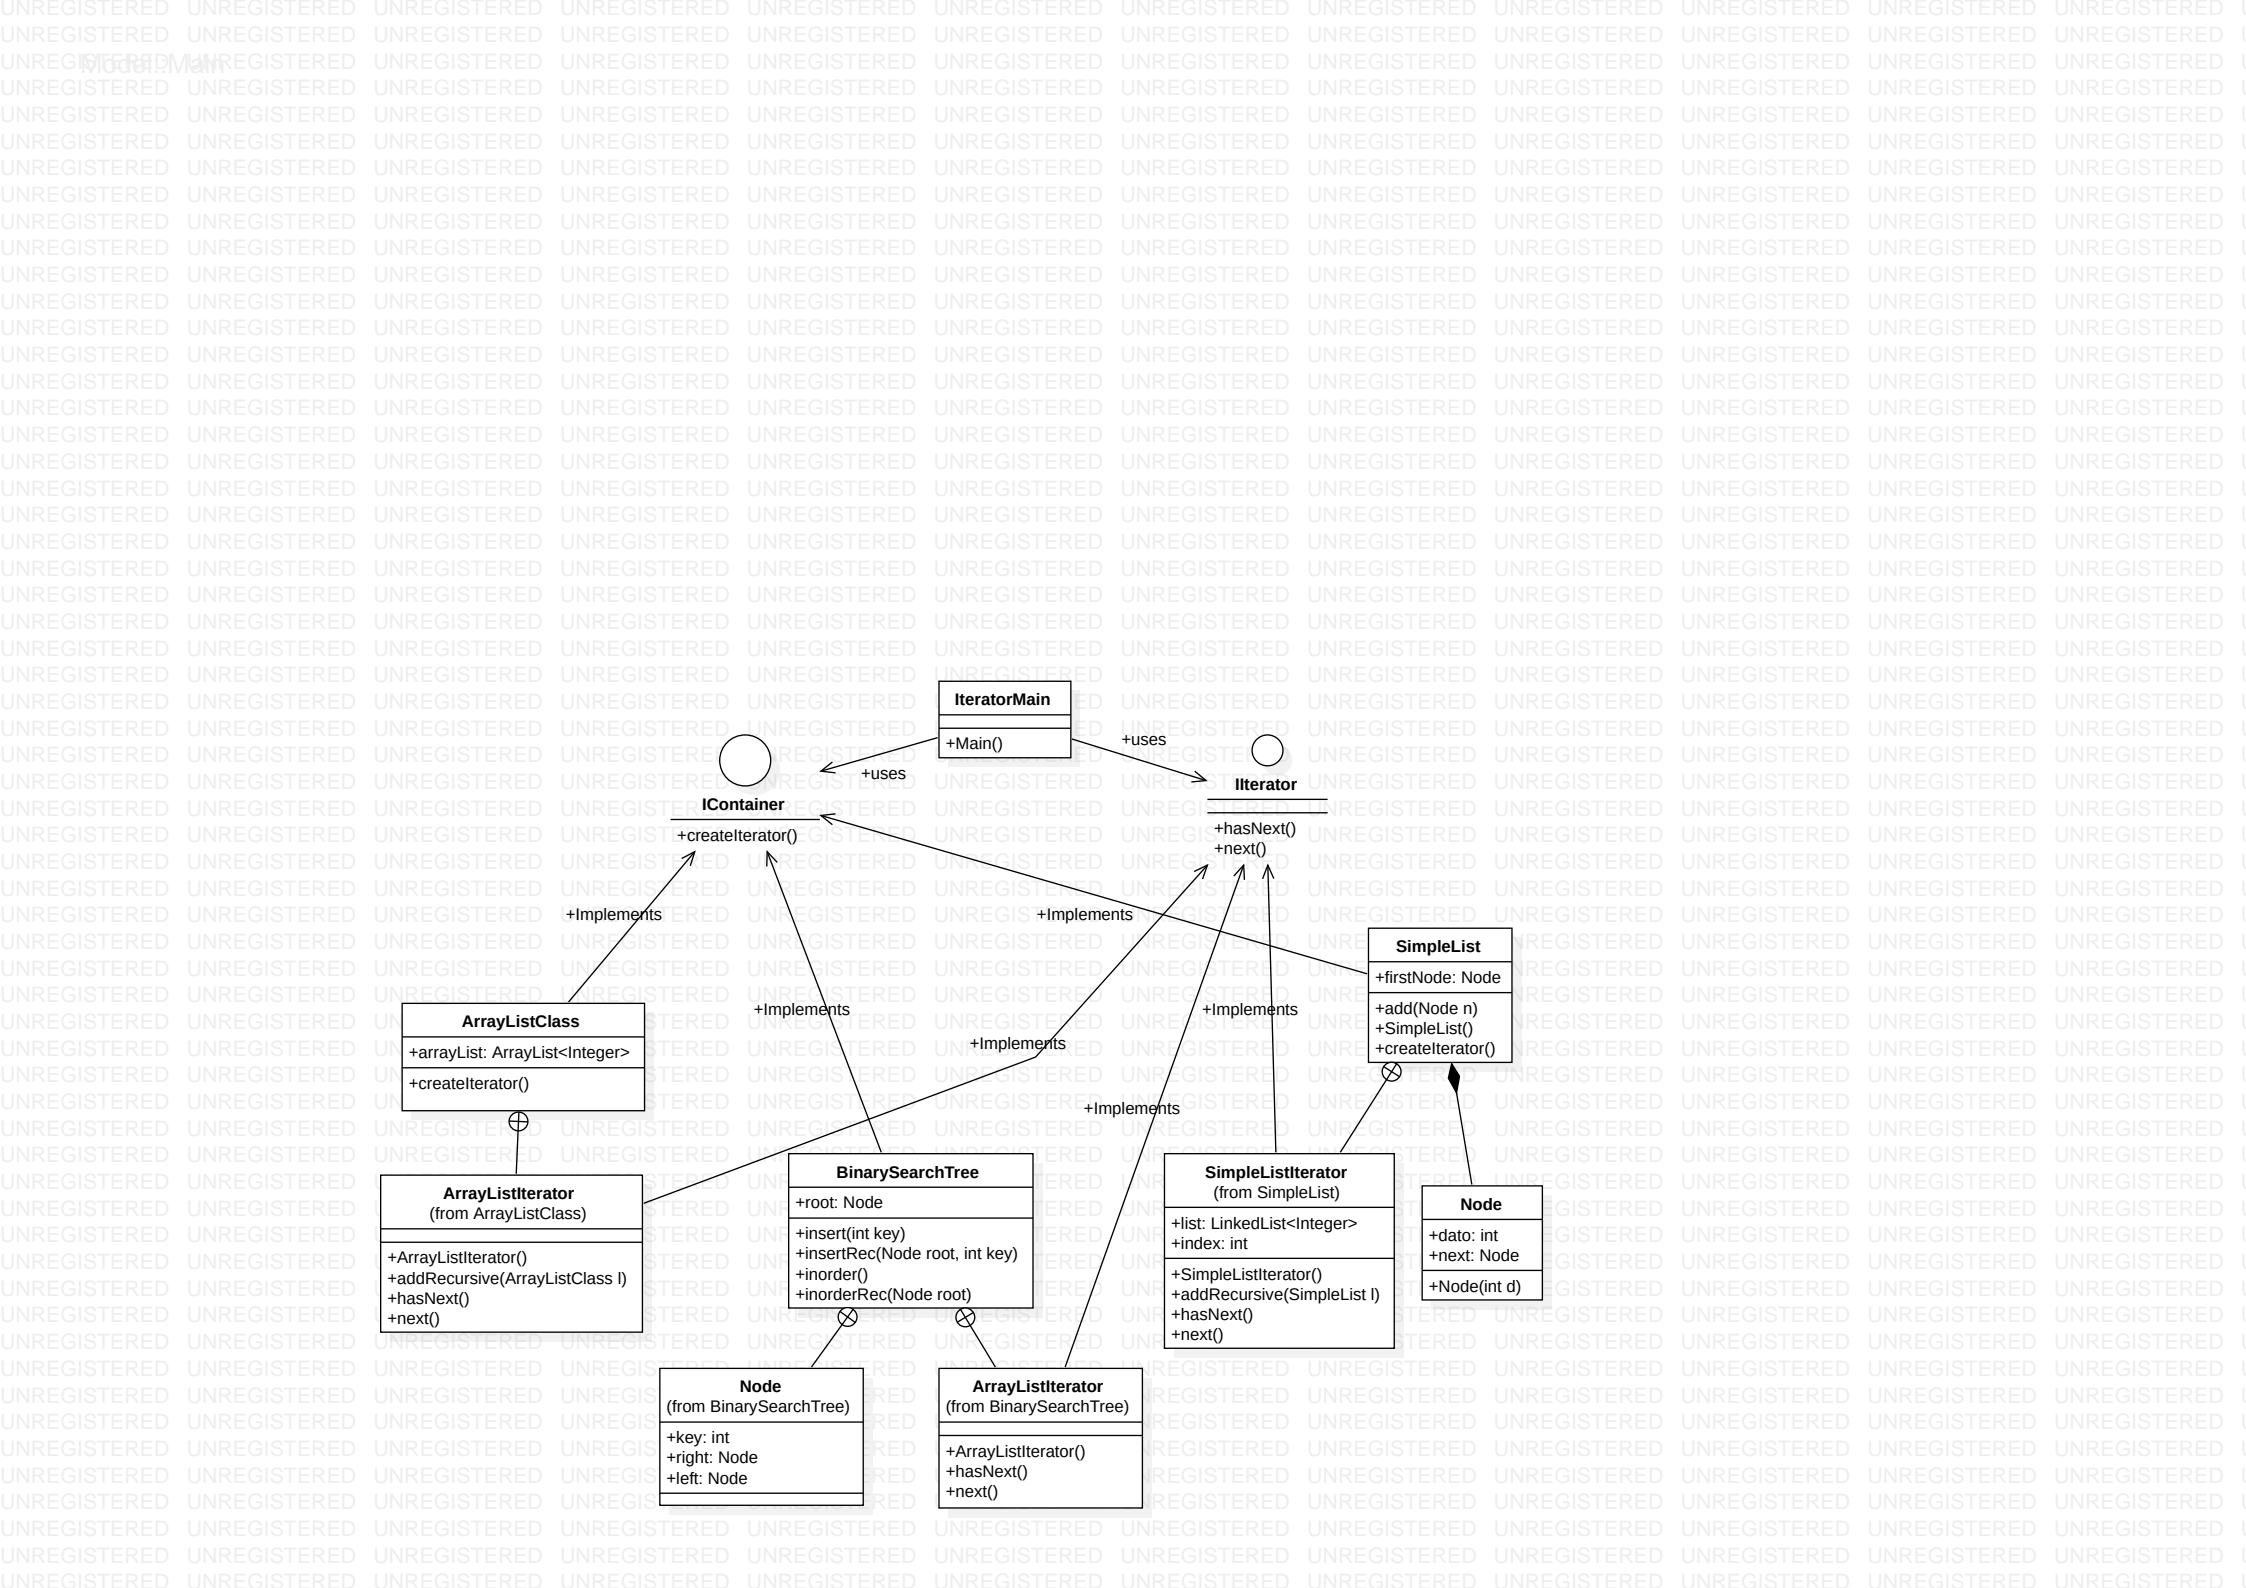 Model::Main
IteratorMain
+Main()
+uses
+uses
IContainer
+createIterator()
IIterator
+hasNext()
+next()
+Implements
+Implements
+Implements
+Implements
+Implements
+Implements
SimpleList
+firstNode: Node
+add(Node n)
+SimpleList()
+createIterator()
ArrayListClass
+arrayList: ArrayList<Integer>
+createIterator()
ArrayListIterator
(from ArrayListClass)
+ArrayListIterator()
+addRecursive(ArrayListClass l)
+hasNext()
+next()
BinarySearchTree
+root: Node
+insert(int key)
+insertRec(Node root, int key)
+inorder()
+inorderRec(Node root)
SimpleListIterator
(from SimpleList)
+list: LinkedList<Integer>
+index: int
+SimpleListIterator()
+addRecursive(SimpleList l)
+hasNext()
+next()
Node
+dato: int
+next: Node
+Node(int d)
Node
(from BinarySearchTree)
+key: int
+right: Node
+left: Node
ArrayListIterator
(from BinarySearchTree)
+ArrayListIterator()
+hasNext()
+next()
UNREGISTERED